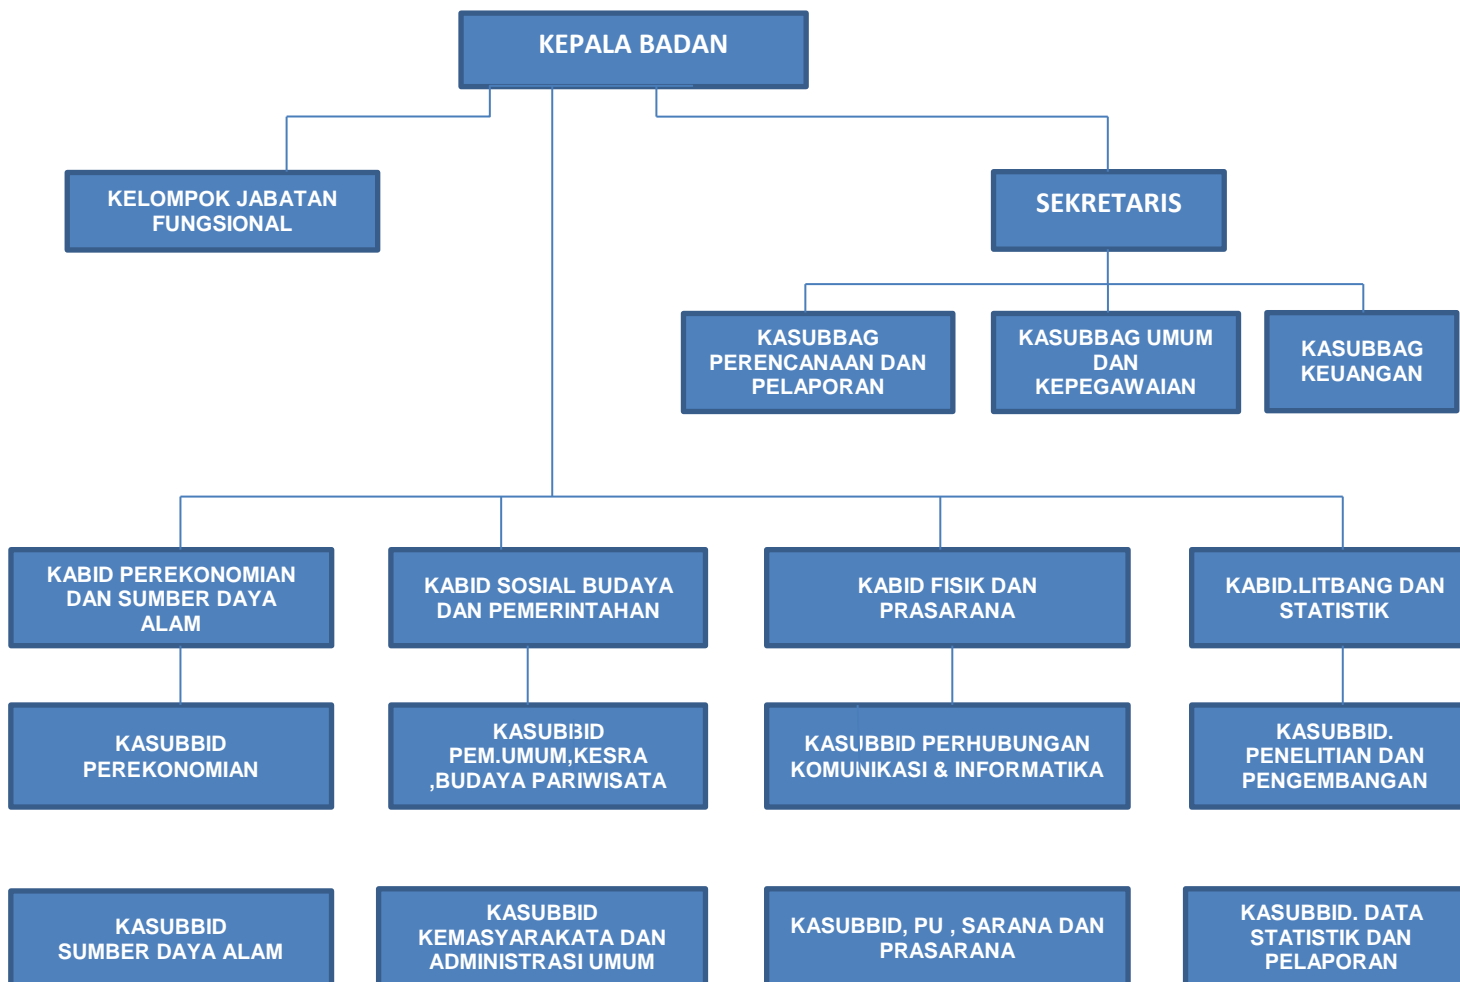 KEPALA BADAN
KELOMPOK JABATAN
FUNGSIONAL
SEKRETARIS
KASUBBAG
PERENCANAAN DAN
PELAPORAN
KASUBBAG UMUM
DAN
KEPEGAWAIAN
KASUBBAG
KEUANGAN
KABID PEREKONOMIAN
DAN SUMBER DAYA
ALAM
KABID SOSIAL BUDAYA
DAN PEMERINTAHAN
KABID FISIK DAN
PRASARANA
KABID.LITBANG DAN
STATISTIK
KASUBBID
PEREKONOMIAN
KASUBBID
PEM.UMUM,KESRA
,BUDAYA PARIWISATA
KASUBBID PERHUBUNGAN
KOMUNIKASI & INFORMATIKA
KASUBBID.
PENELITIAN DAN
PENGEMBANGAN
KASUBBID
SUMBER DAYA ALAM
KASUBBID
KEMASYARAKATA DAN
ADMINISTRASI UMUM
KASUBBID, PU , SARANA DAN
PRASARANA
KASUBBID. DATA
STATISTIK DAN
PELAPORAN